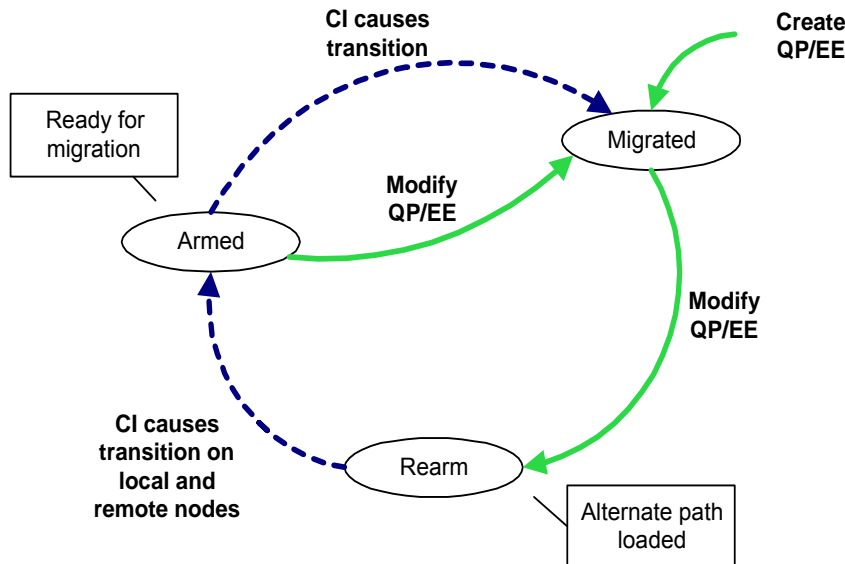 CI causes
transition
Create
QP/EE
Ready for
migration
Migrated
Modify
QP/EE
Armed
Modify
QP/EE
CI causes
transition on
local and
remote nodes
Rearm
Alternate path
loaded